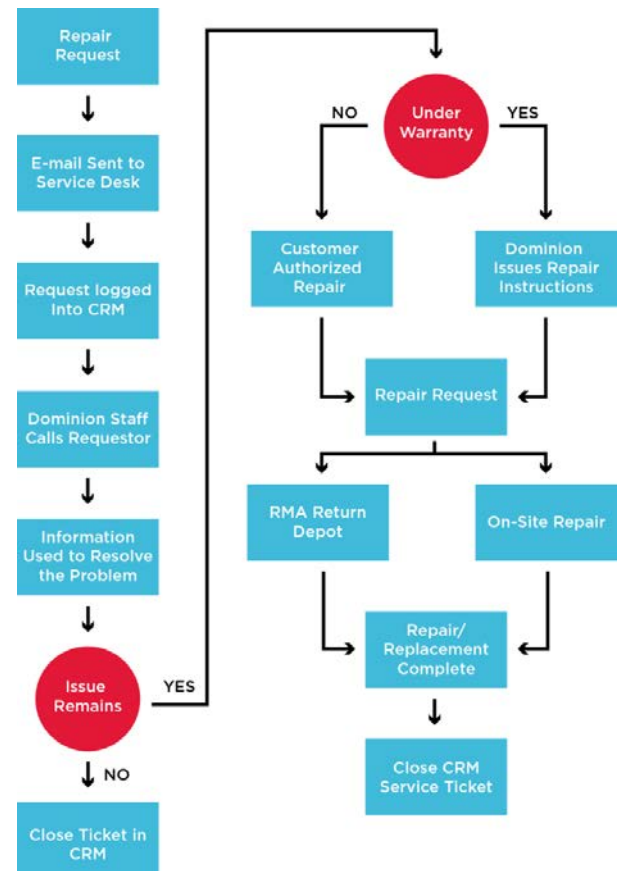 Repair
Request
E-mail Sent to
Service Desk
Request logged
Into CRM
Dominion Staff
Calls Requestor
Information
Used to Resolve
the Problem
Issue
Remains
YES
NO
Close Ticket in
CRM
Under
Warranty
NO
YES
Customer
Authorized
Repair
Dominion
Issues Repair
Instructions
Repair Request
RMA Return
Depot
On-Site Repair
Repair/
Replacement
Complete
Close CRM
Service Ticket